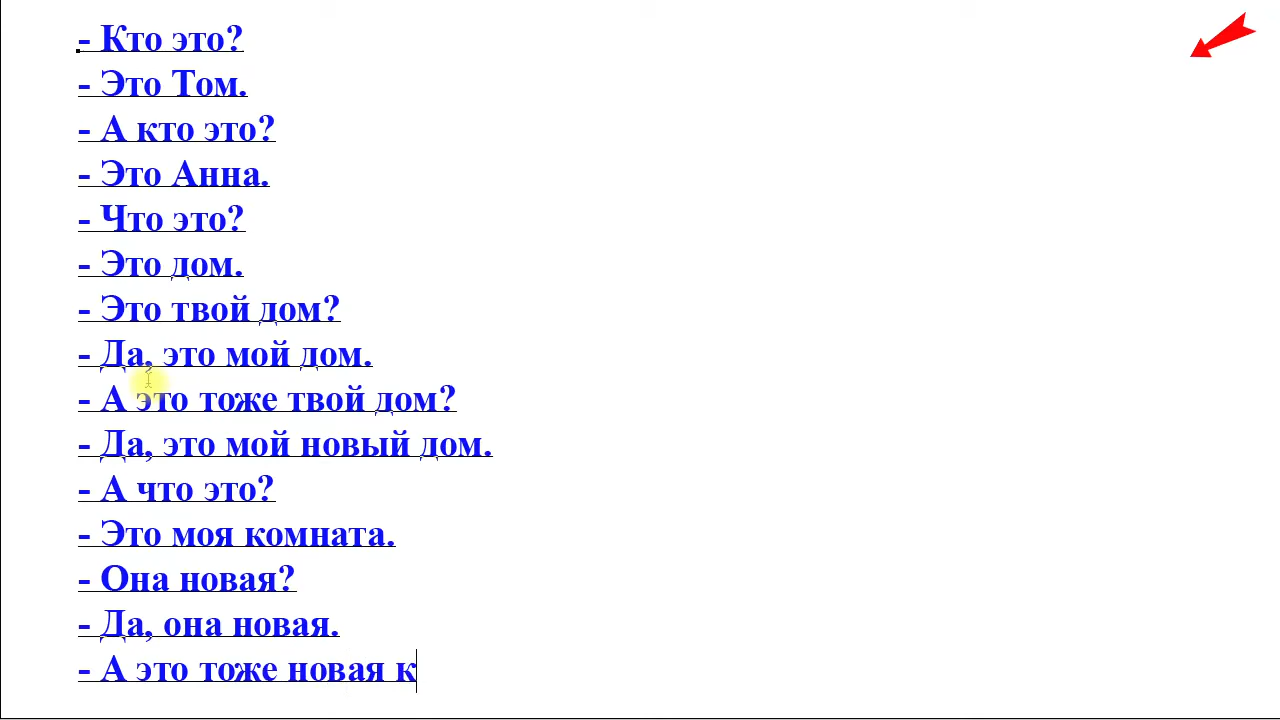 - Кто это?
- Это Том.
- А кто это?
- Это Анна.
- Что это?
- Это дом.
- Это твой дом?
- Да, это мой дом.
- А это тоже твой дом?
- Да, это мой новый дом.
- А что это?
- Это моя комната.
- Она новая?
- Да, она новая.
- А это тоже новая к